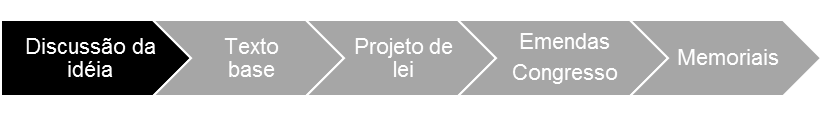 Discussão da
idéia
Texto
base
Projeto de
lei
Emendas
Congresso
Memoriais